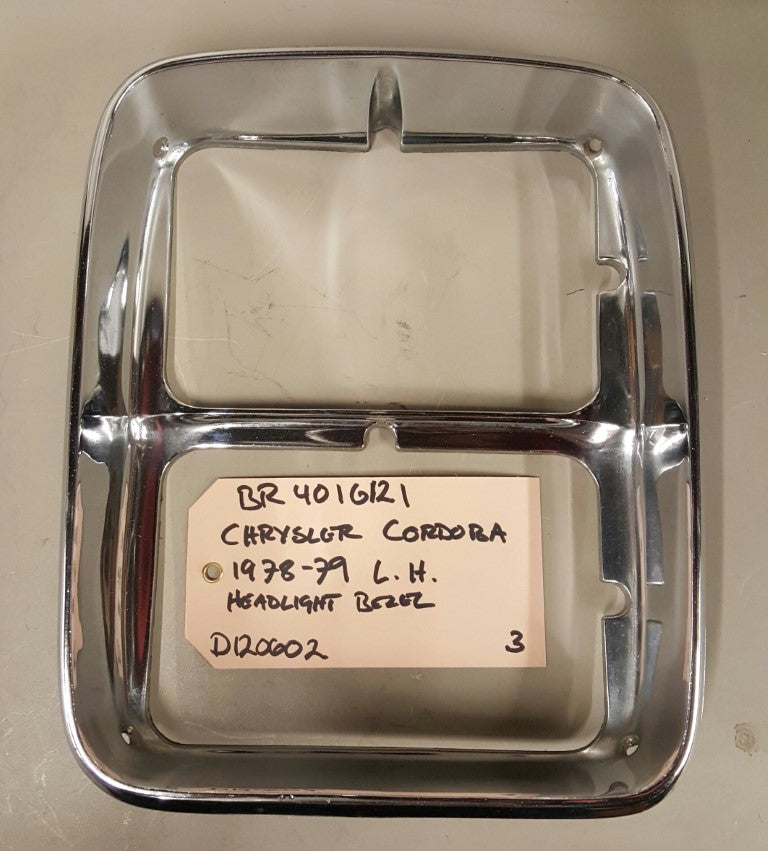 BR 4016121
CHRYSLER CORDOBA
1978-79 L.H.
HEADLIGHT BEZEL
D120602 3